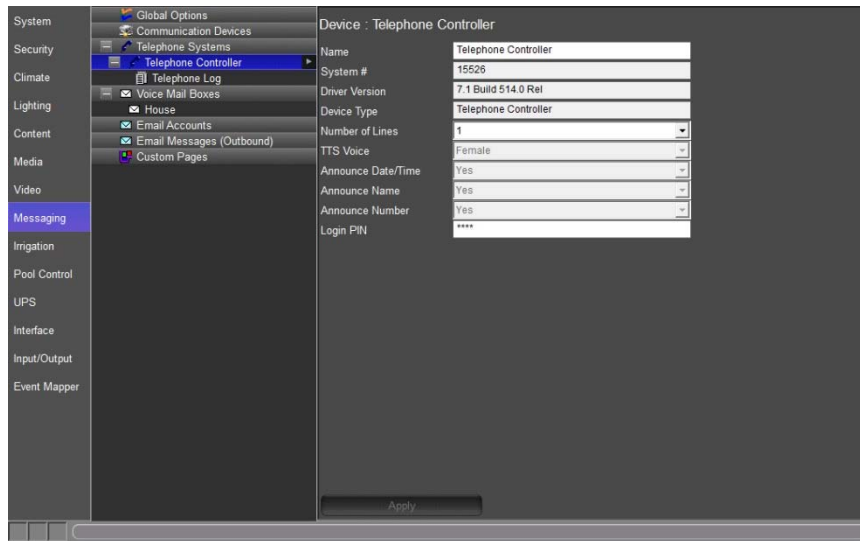 System
Security
Climate
Lighting
Content
Media
Video
Messaging
Irrigation
Pool Control
UPS
Interface
Input/Output
Event Mapper
Global Options
Communication Devices
Telephone Systems
Telephone Controller
Telephone Log
Voice Mail Boxes
House
Email Accounts
Email Messages (Outbound)
Custom Pages
Device : Telephone Controller
Name Telephone Controller
System # 15526
Driver Version 7.1 Build 514.0 Rel
Device Type Telephone Controller
Number of Lines 1
TTS Voice Female
Announce Date/Time Yes
Announce Name Yes
Announce Number Yes
Login PIN ****
Apply